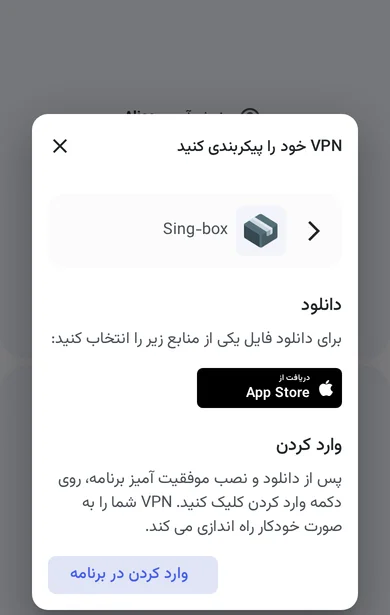 VPN خود را پیکربندی کنید
Sing-box
دانلود
برای دانلود فایل یکی از منابع زیر را انتخاب کنید:
دریافت از
App Store
وارد کردن
پس از دانلود و نصب موفقیت آمیز برنامه، روی
دکمه وارد کردن کلیک کنید. VPN شما را به
صورت خودکار راه اندازی می کند.
وارد کردن در برنامه